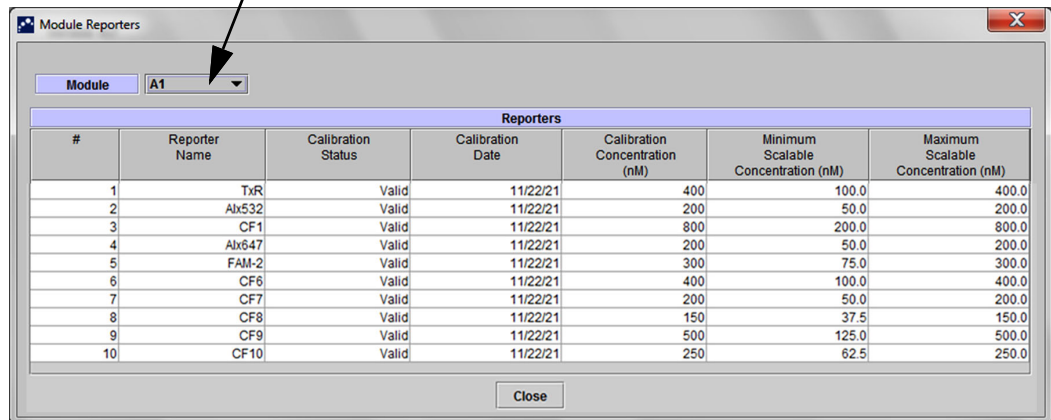 Module Reporters
Module A1
Reporters
# Reporter Name Calibration Status Calibration Date Calibration Concentration (nM) Minimum Scalable Concentration (nM) Maximum Scalable Concentration (nM)
1 TxR Valid 11/22/21 400 100.0 400.0
2 Alx532 Valid 11/22/21 200 50.0 200.0
3 CF1 Valid 11/22/21 800 200.0 800.0
4 Alx647 Valid 11/22/21 200 50.0 200.0
5 FAM-2 Valid 11/22/21 300 75.0 300.0
6 CF6 Valid 11/22/21 400 100.0 400.0
7 CF7 Valid 11/22/21 200 50.0 200.0
8 CF8 Valid 11/22/21 150 37.5 150.0
9 CF9 Valid 11/22/21 500 125.0 500.0
10 CF10 Valid 11/22/21 250 62.5 250.0
Close